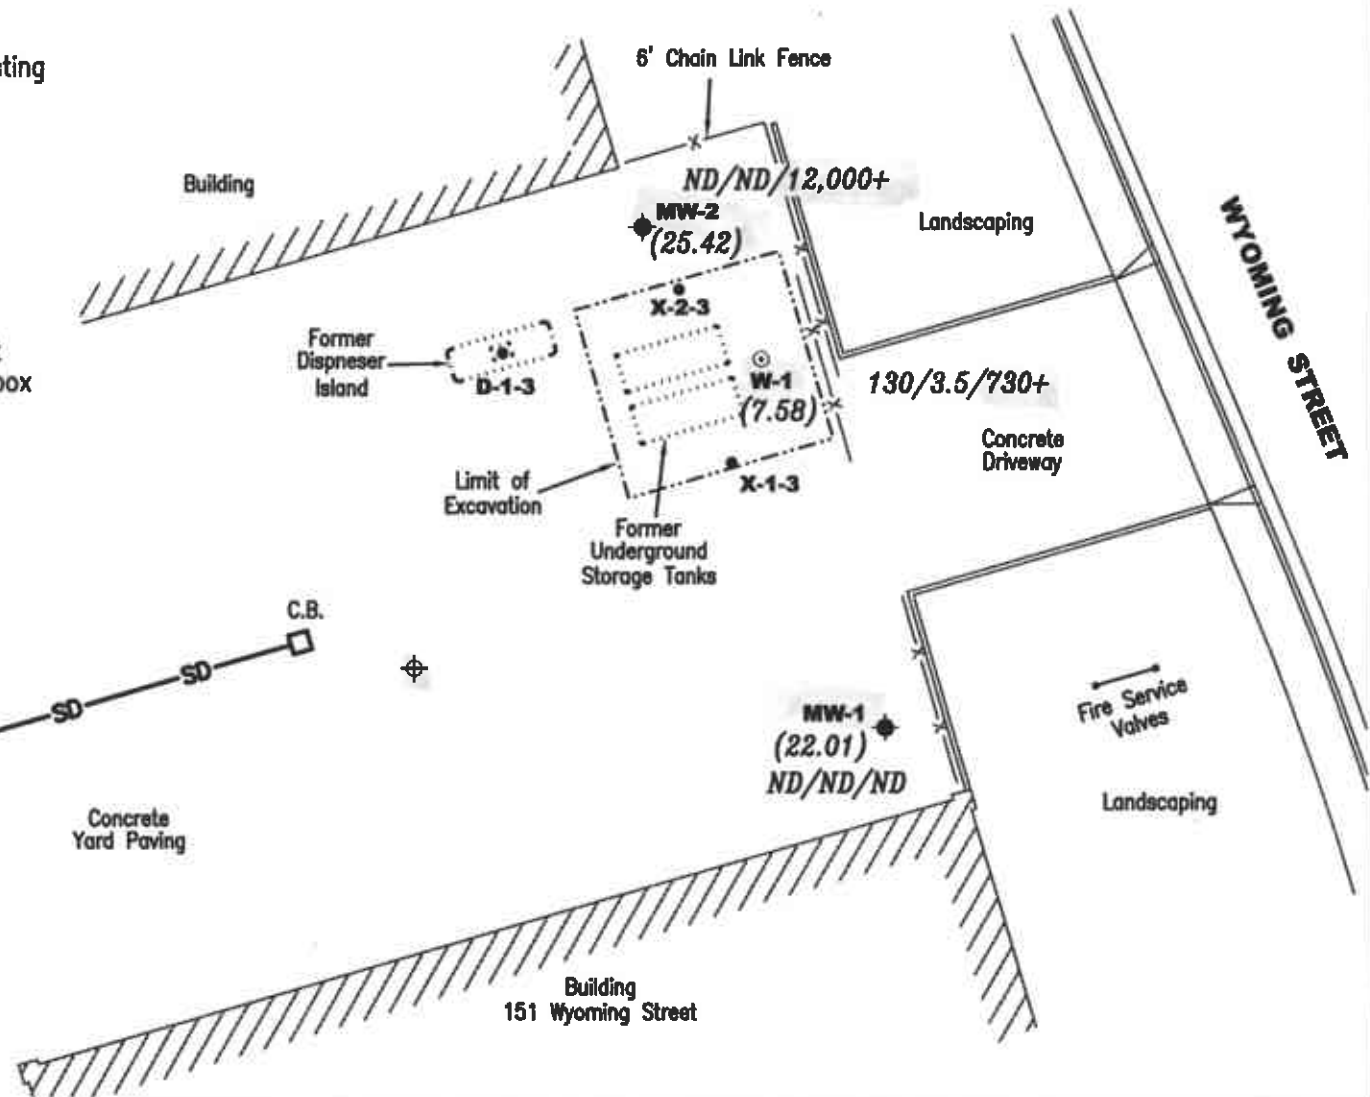 6' Chain Link Fence
Building
ND/ND/12,000+
MW-2
(25.42)
Landscaping
WYOMING STREET
X-2-3
Former
Dispneser
Island
D-1-3
W-1
(7.58)
130/3.5/730+
Concrete
Driveway
Limit of
Excavation
X-1-3
Former
Underground
Storage Tanks
C.B.
SD
SD
MW-1
(22.01)
ND/ND/ND
Fire Service
Valves
Landscaping
Concrete
Yard Paving
Building
151 Wyoming Street